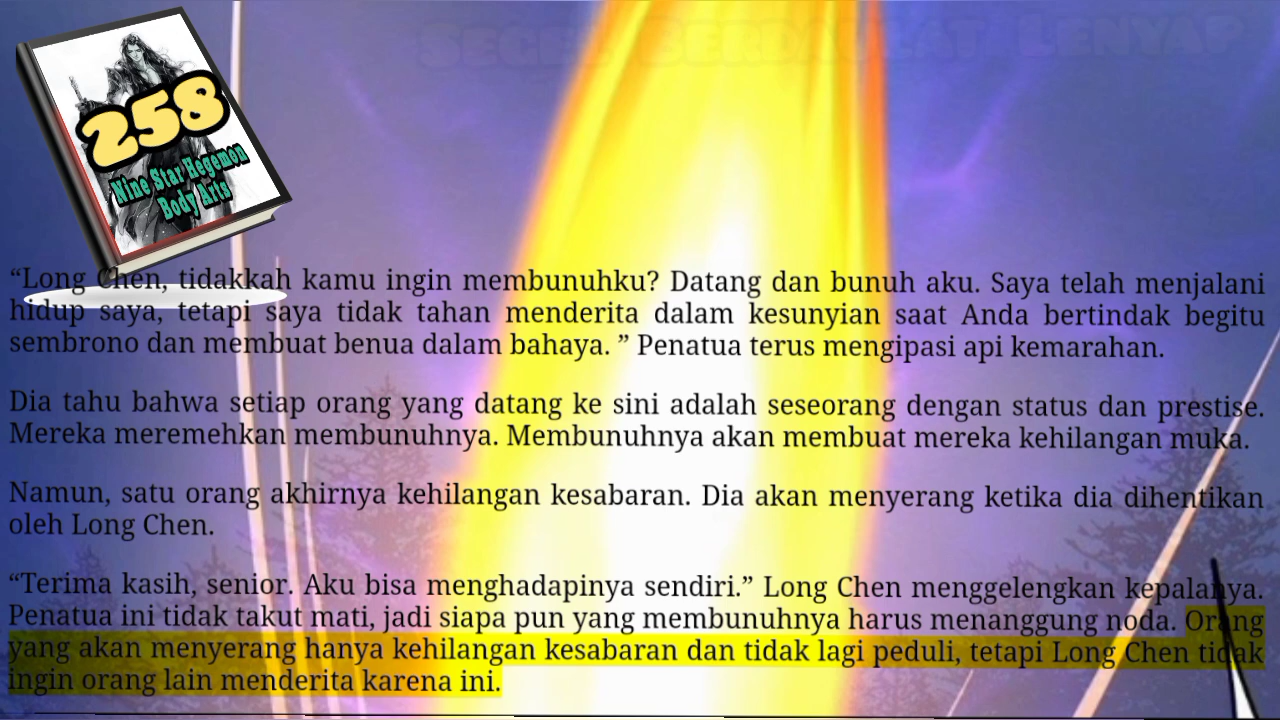 SEGEL BERDAULAT LENYAP
258
Nine Star Hegemon
Body Arts
“Long Chen, tidakkah kamu ingin membunuhku? Datang dan bunuh aku. Saya telah menjalani
hidup saya, tetapi saya tidak tahan menderita dalam kesunyian saat Anda bertindak begitu
sembrono dan membuat benua dalam bahaya. ” Penatua terus mengipasi api kemarahan.
Dia tahu bahwa setiap orang yang datang ke sini adalah seseorang dengan status dan prestise.
Mereka meremehkan membunuhnya. Membunuhnya akan membuat mereka kehilangan muka.
Namun, satu orang akhirnya kehilangan kesabaran. Dia akan menyerang ketika dia dihentikan
oleh Long Chen.
“Terima kasih, senior. Aku bisa menghadapinya sendiri.” Long Chen menggelengkan kepalanya.
Penatua ini tidak takut mati, jadi siapa pun yang membunuhnya harus menanggung noda. Orang
yang akan menyerang hanya kehilangan kesabaran dan tidak lagi peduli, tetapi Long Chen tidak
ingin orang lain menderita karena ini.